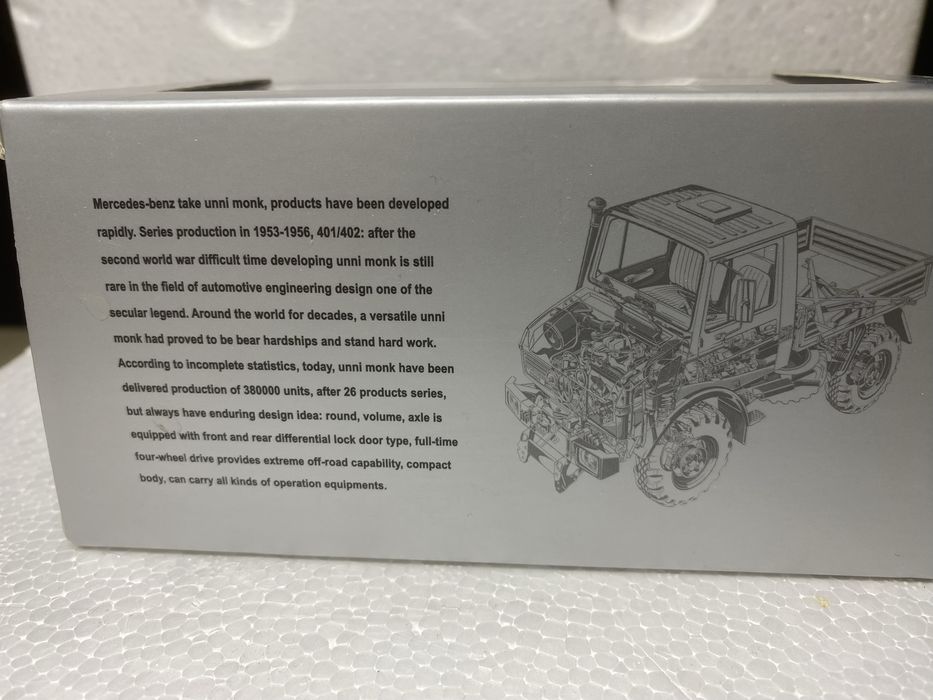 Mercedes-benz take unni monk, products have been developed
rapidly. Series production in 1953-1956, 401/402: after the
second world war difficult time developing unni monk is still
rare in the field of automotive engineering design one of the
secular legend. Around the world for decades, a versatile unni
monk had proved to be bear hardships and stand hard work.
According to incomplete statistics, today, unni monk have been
delivered production of 380000 units, after 26 products series,
but always have enduring design idea: round, volume, axle is
equipped with front and rear differential lock door type, full-time
four-wheel drive provides extreme off-road capability, compact
body, can carry all kinds of operation equipments.